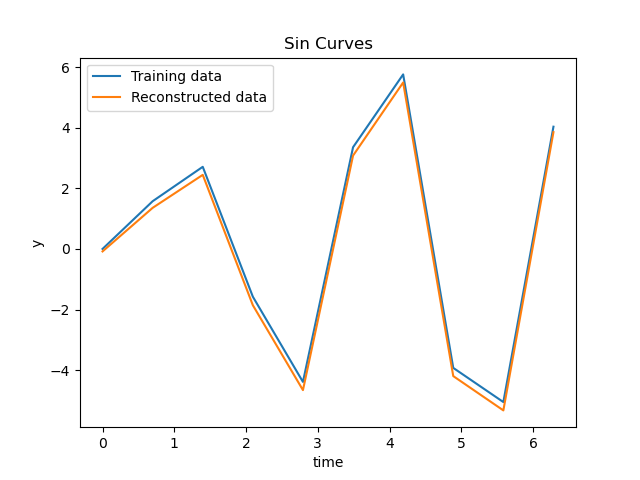 Sin Curves
Training data
Reconstructed data
6
4
2
0
−2
−4
y
0 1 2 3 4 5 6
time